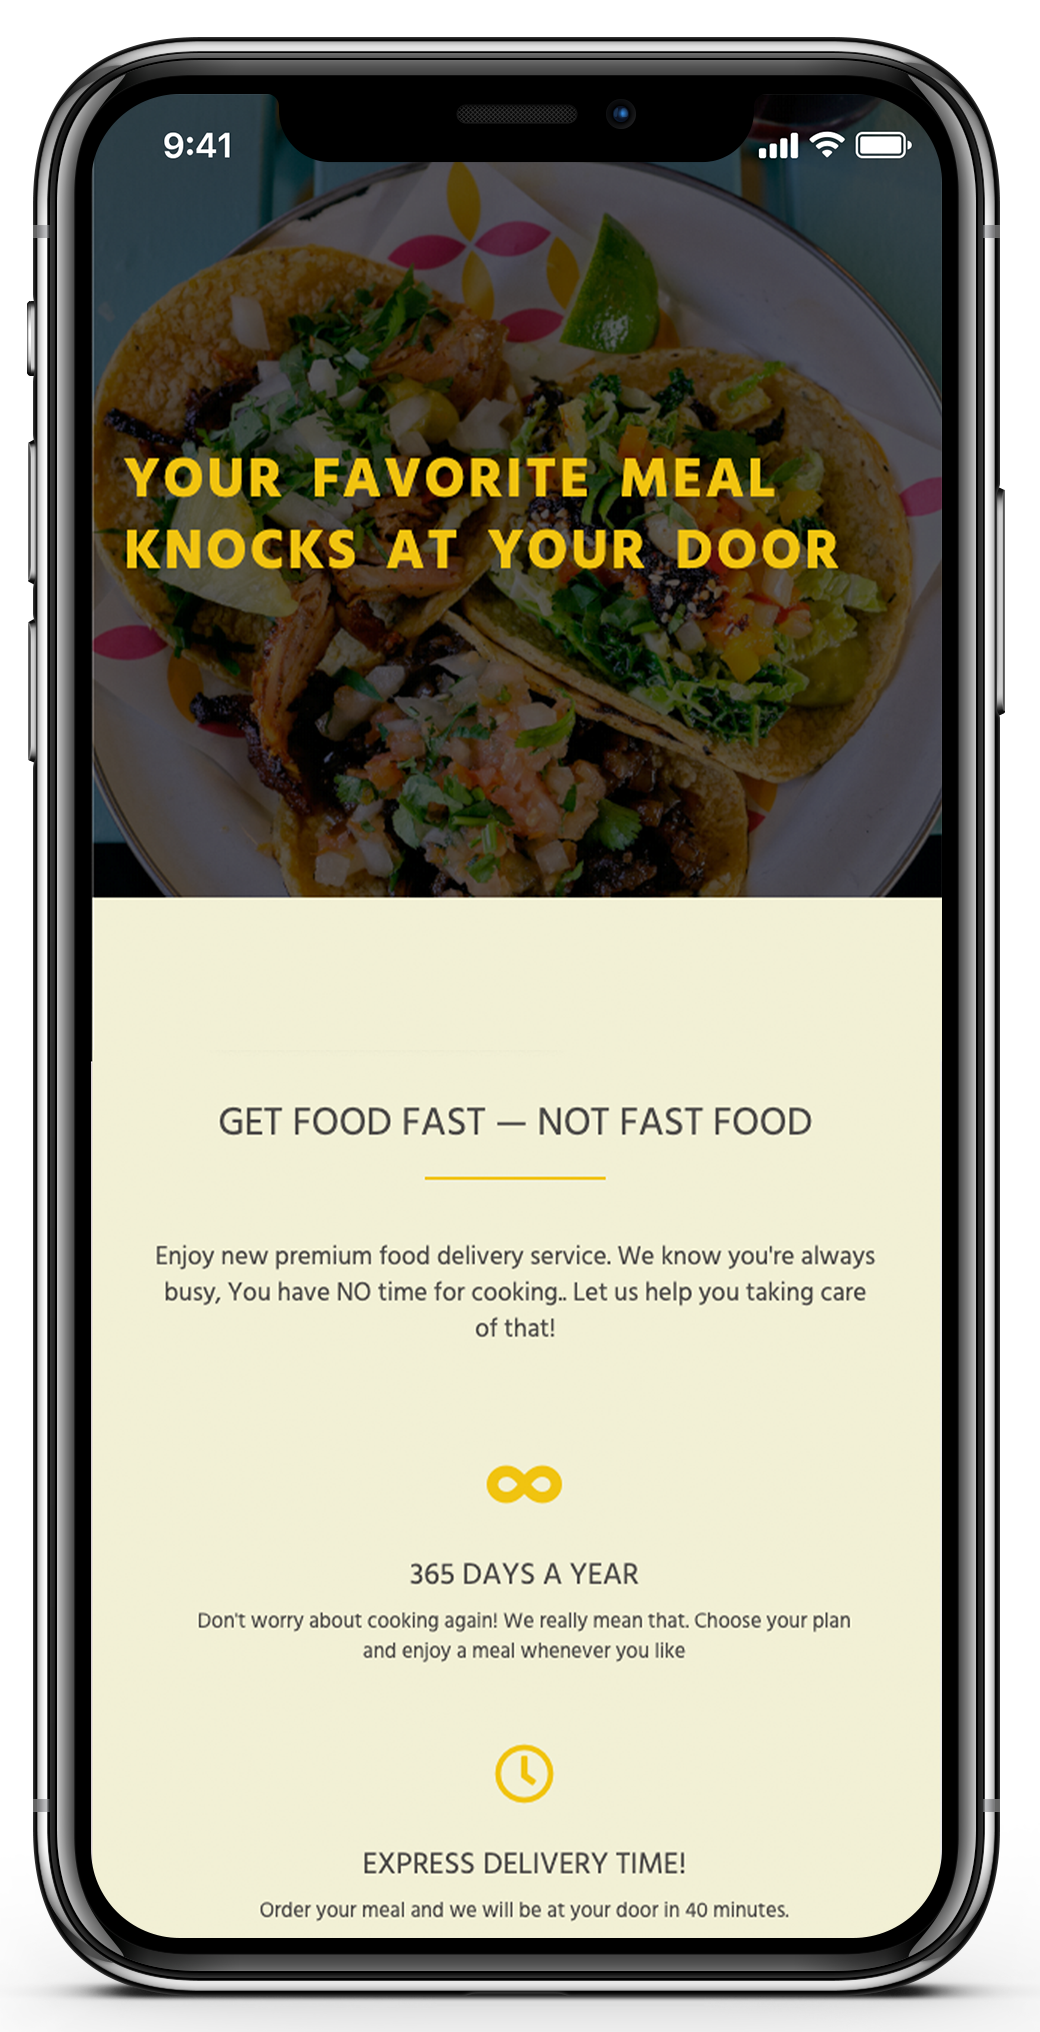 9:41
YOUR FAVORITE MEAL
KNOCKS AT YOUR DOOR
GET FOOD FAST — NOT FAST FOOD
Enjoy new premium food delivery service. We know you're always
busy, You have NO time for cooking.. Let us help you taking care
of that!
365 DAYS A YEAR
Don't worry about cooking again! We really mean that. Choose your plan
and enjoy a meal whenever you like
EXPRESS DELIVERY TIME!
Order your meal and we will be at your door in 40 minutes.